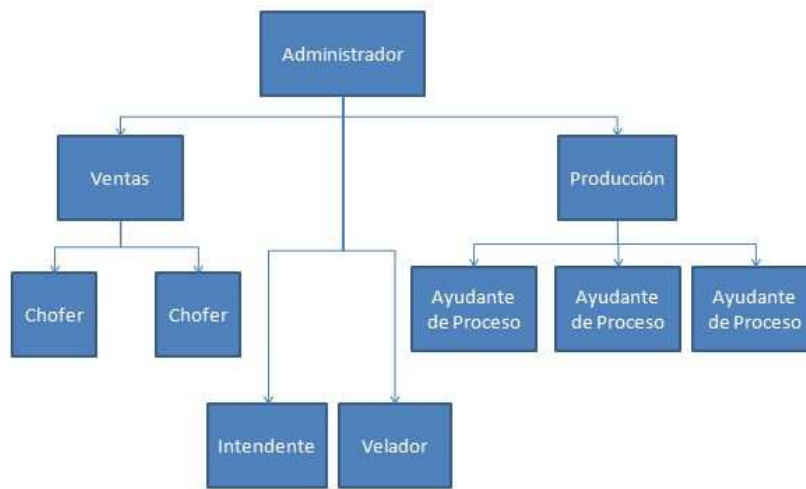 Administrador
Ventas
Producción
Chofer
Chofer
Ayudante
de Proceso
Ayudante
de Proceso
Ayudante
de Proceso
Intendente
Velador